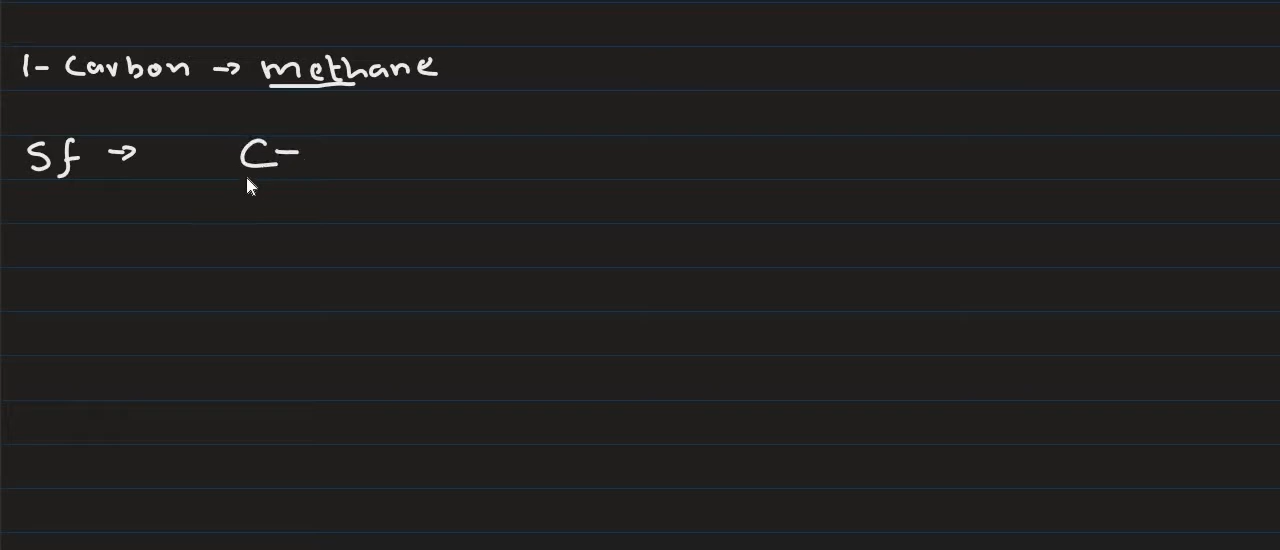 1- Carbon → methane
Sf → C-